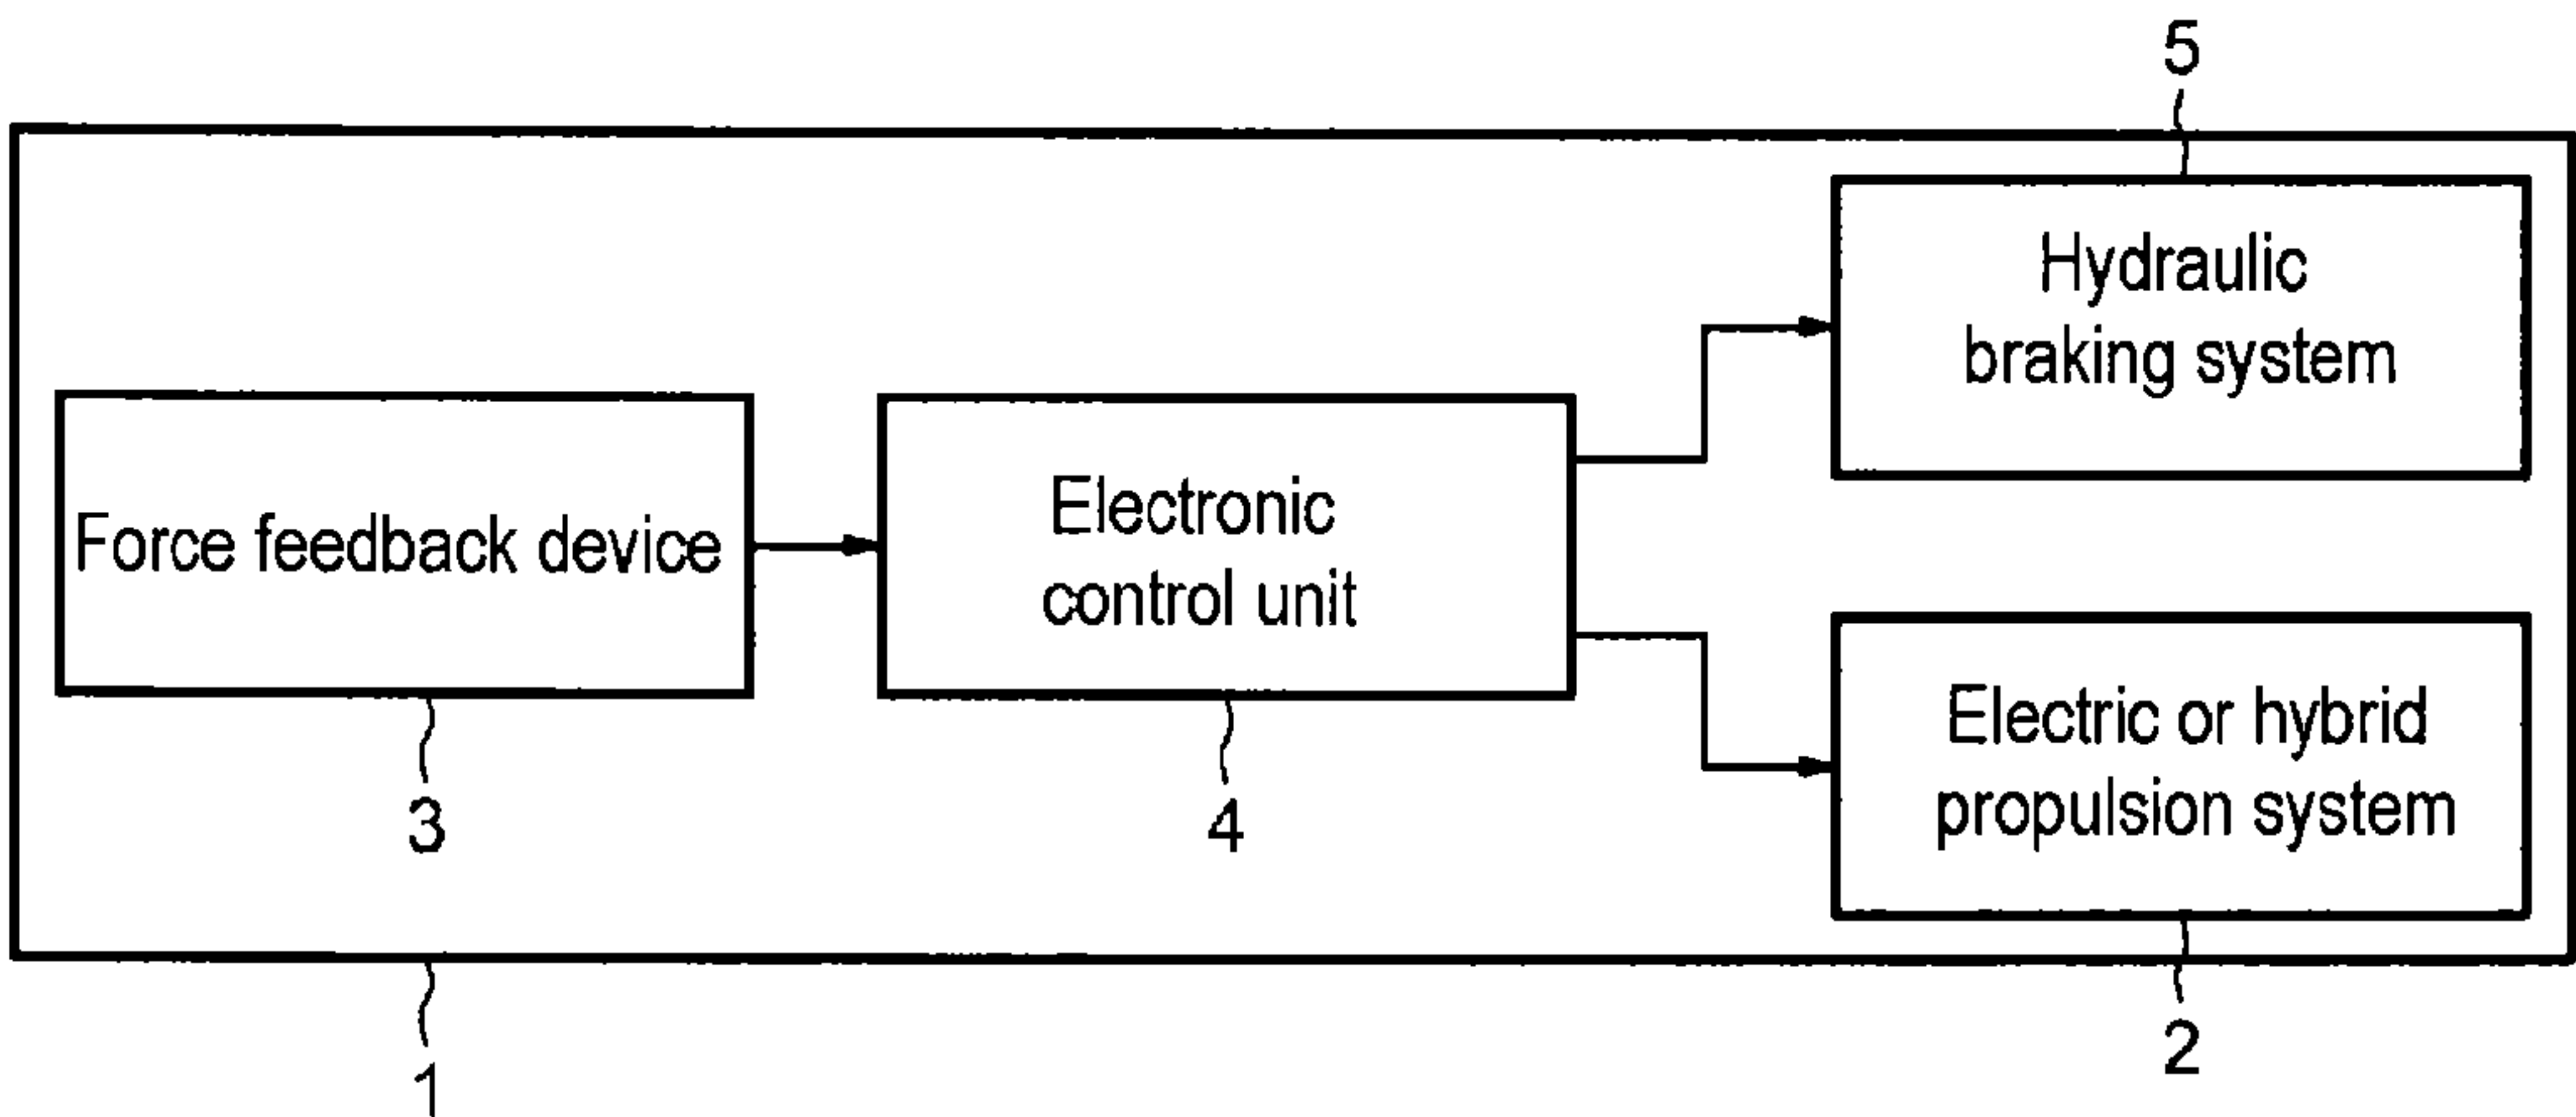 5
Hydraulic
braking system
Force feedback device
Electronic
control unit
Electric or hybrid
propulsion system
3
4
2
1